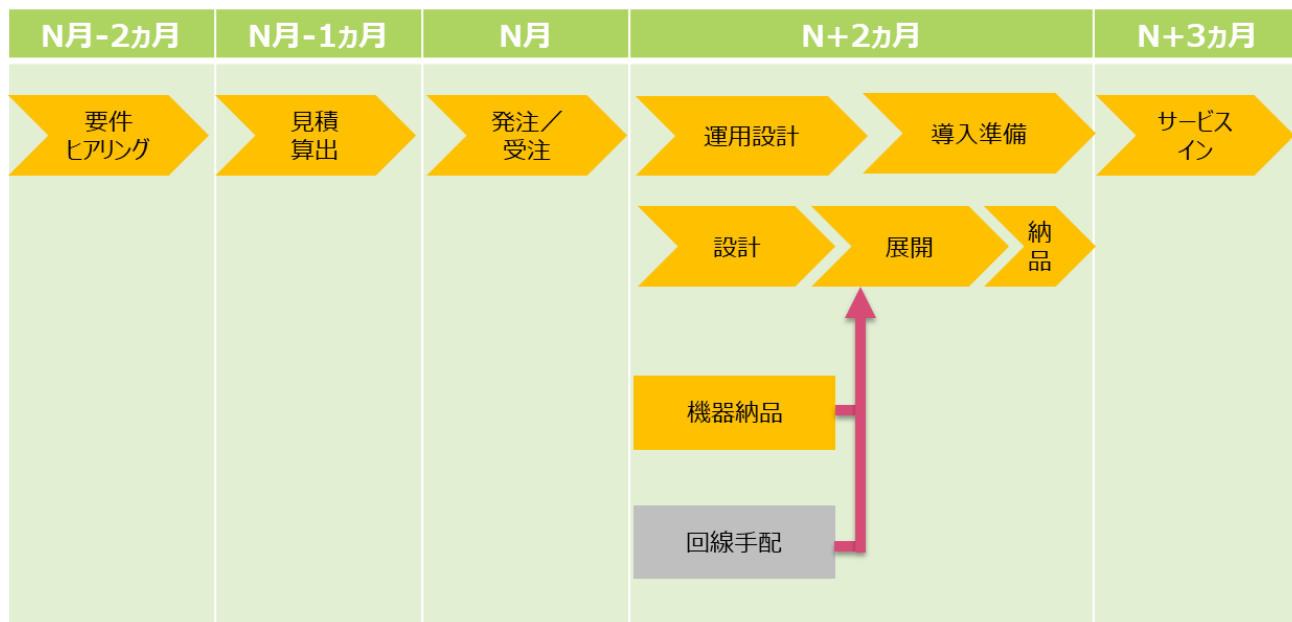 N月-2ヵ月
N月-1ヵ月
N月
N+2ヵ月
N+3ヵ月
要件
ヒアリング
見積
算出
発注／
受注
運用設計
導入準備
サービス
イン
設計
展開
納
品
機器納品
回線手配